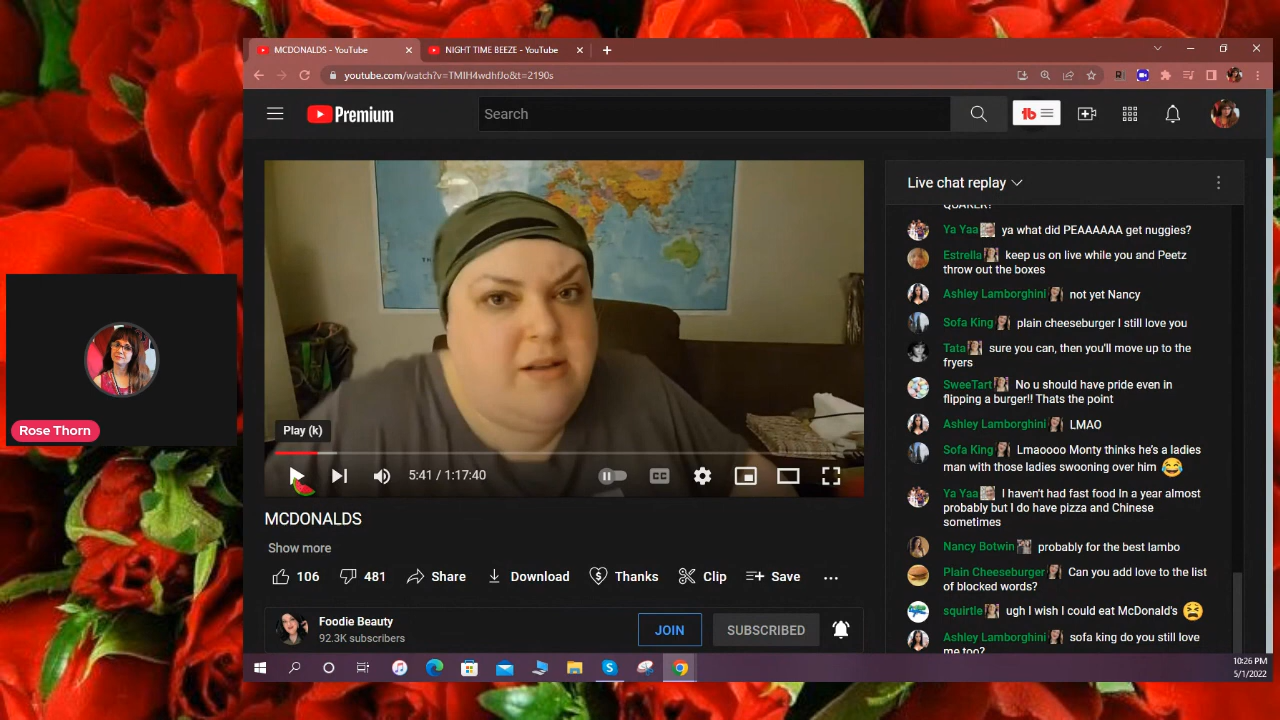 MCDONALDS - YouTube
NIGHT TIME BEEZE - YouTube
youtube.com/watch?v=TMIH4wdhfJo&t=2190s
Premium
Search
Live chat replay
Ya Yaa ya what did PEAAAAAA get nuggies?
Estrella keep us on live while you and Peetz
throw out the boxes
Ashley Lamborghini not yet Nancy
Sofa King plain cheeseburger I still love you
Tata sure you can, then you'll move up to the
fryers
SweeTart No u should have pride even in
flipping a burger!! Thats the point
Ashley Lamborghini LMAO
Sofa King Lmaoooo Monty thinks he's a ladies
man with those ladies swooning over him 😂
Ya Yaa I haven't had fast food In a year almost
probably but I do have pizza and Chinese
sometimes
Nancy Botwin probably for the best lambo
Plain Cheeseburger Can you add love to the list
of blocked words?
squirtle ugh I wish I could eat McDonald's 😫
Ashley Lamborghini sofa king do you still love
me too?
Rose Thorn
Play (k)
5:41 / 1:17:40
CC
MCDONALDS
Show more
106
481
Share
Download
Thanks
Clip
Save
Foodie Beauty
92.3K subscribers
JOIN
SUBSCRIBED
10:26 PM
5/1/2022